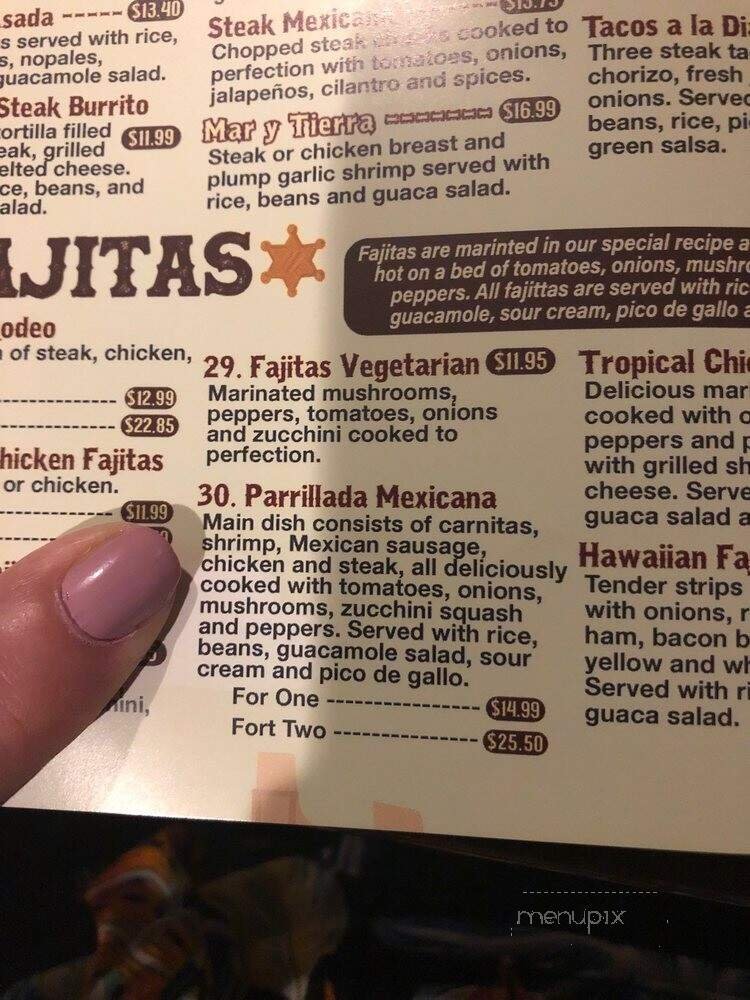 sada ----- $13.40
s served with rice,
s, nopales,
guacamole salad.
Steak Burrito
tortilla filled $11.99
eak, grilled
elted cheese.
ce, beans, and
alad.
Steak Mexican
Chopped steak cooked to
perfection with tomatoes, onions,
jalapeños, cilantro and spices.
Mar y Tierra $16.99
Steak or chicken breast and
plump garlic shrimp served with
rice, beans and guaca salad.
Tacos a la Dia
Three steak ta
chorizo, fresh
onions. Served
beans, rice, pi
green salsa.
AJITAS
Fajitas are marinted in our special recipe a
hot on a bed of tomatoes, onions, mushro
peppers. All fajittas are served with ric
guacamole, sour cream, pico de gallo a
odeo
n of steak, chicken,
$12.99
$22.85
hicken Fajitas
or chicken.
$11.99
ini,
29. Fajitas Vegetarian $11.95
Marinated mushrooms,
peppers, tomatoes, onions
and zucchini cooked to
perfection.
30. Parrillada Mexicana
Main dish consists of carnitas,
shrimp, Mexican sausage,
chicken and steak, all deliciously
cooked with tomatoes, onions,
mushrooms, zucchini squash
and peppers. Served with rice,
beans, guacamole salad, sour
cream and pico de gallo.
For One ---------------- $14.99
Fort Two --------------- $25.50
Tropical Chi
Delicious mar
cooked with o
peppers and p
with grilled sh
cheese. Serve
guaca salad a
Hawaiian Fa
Tender strips
with onions, r
ham, bacon b
yellow and wh
Served with ri
guaca salad.
menupix